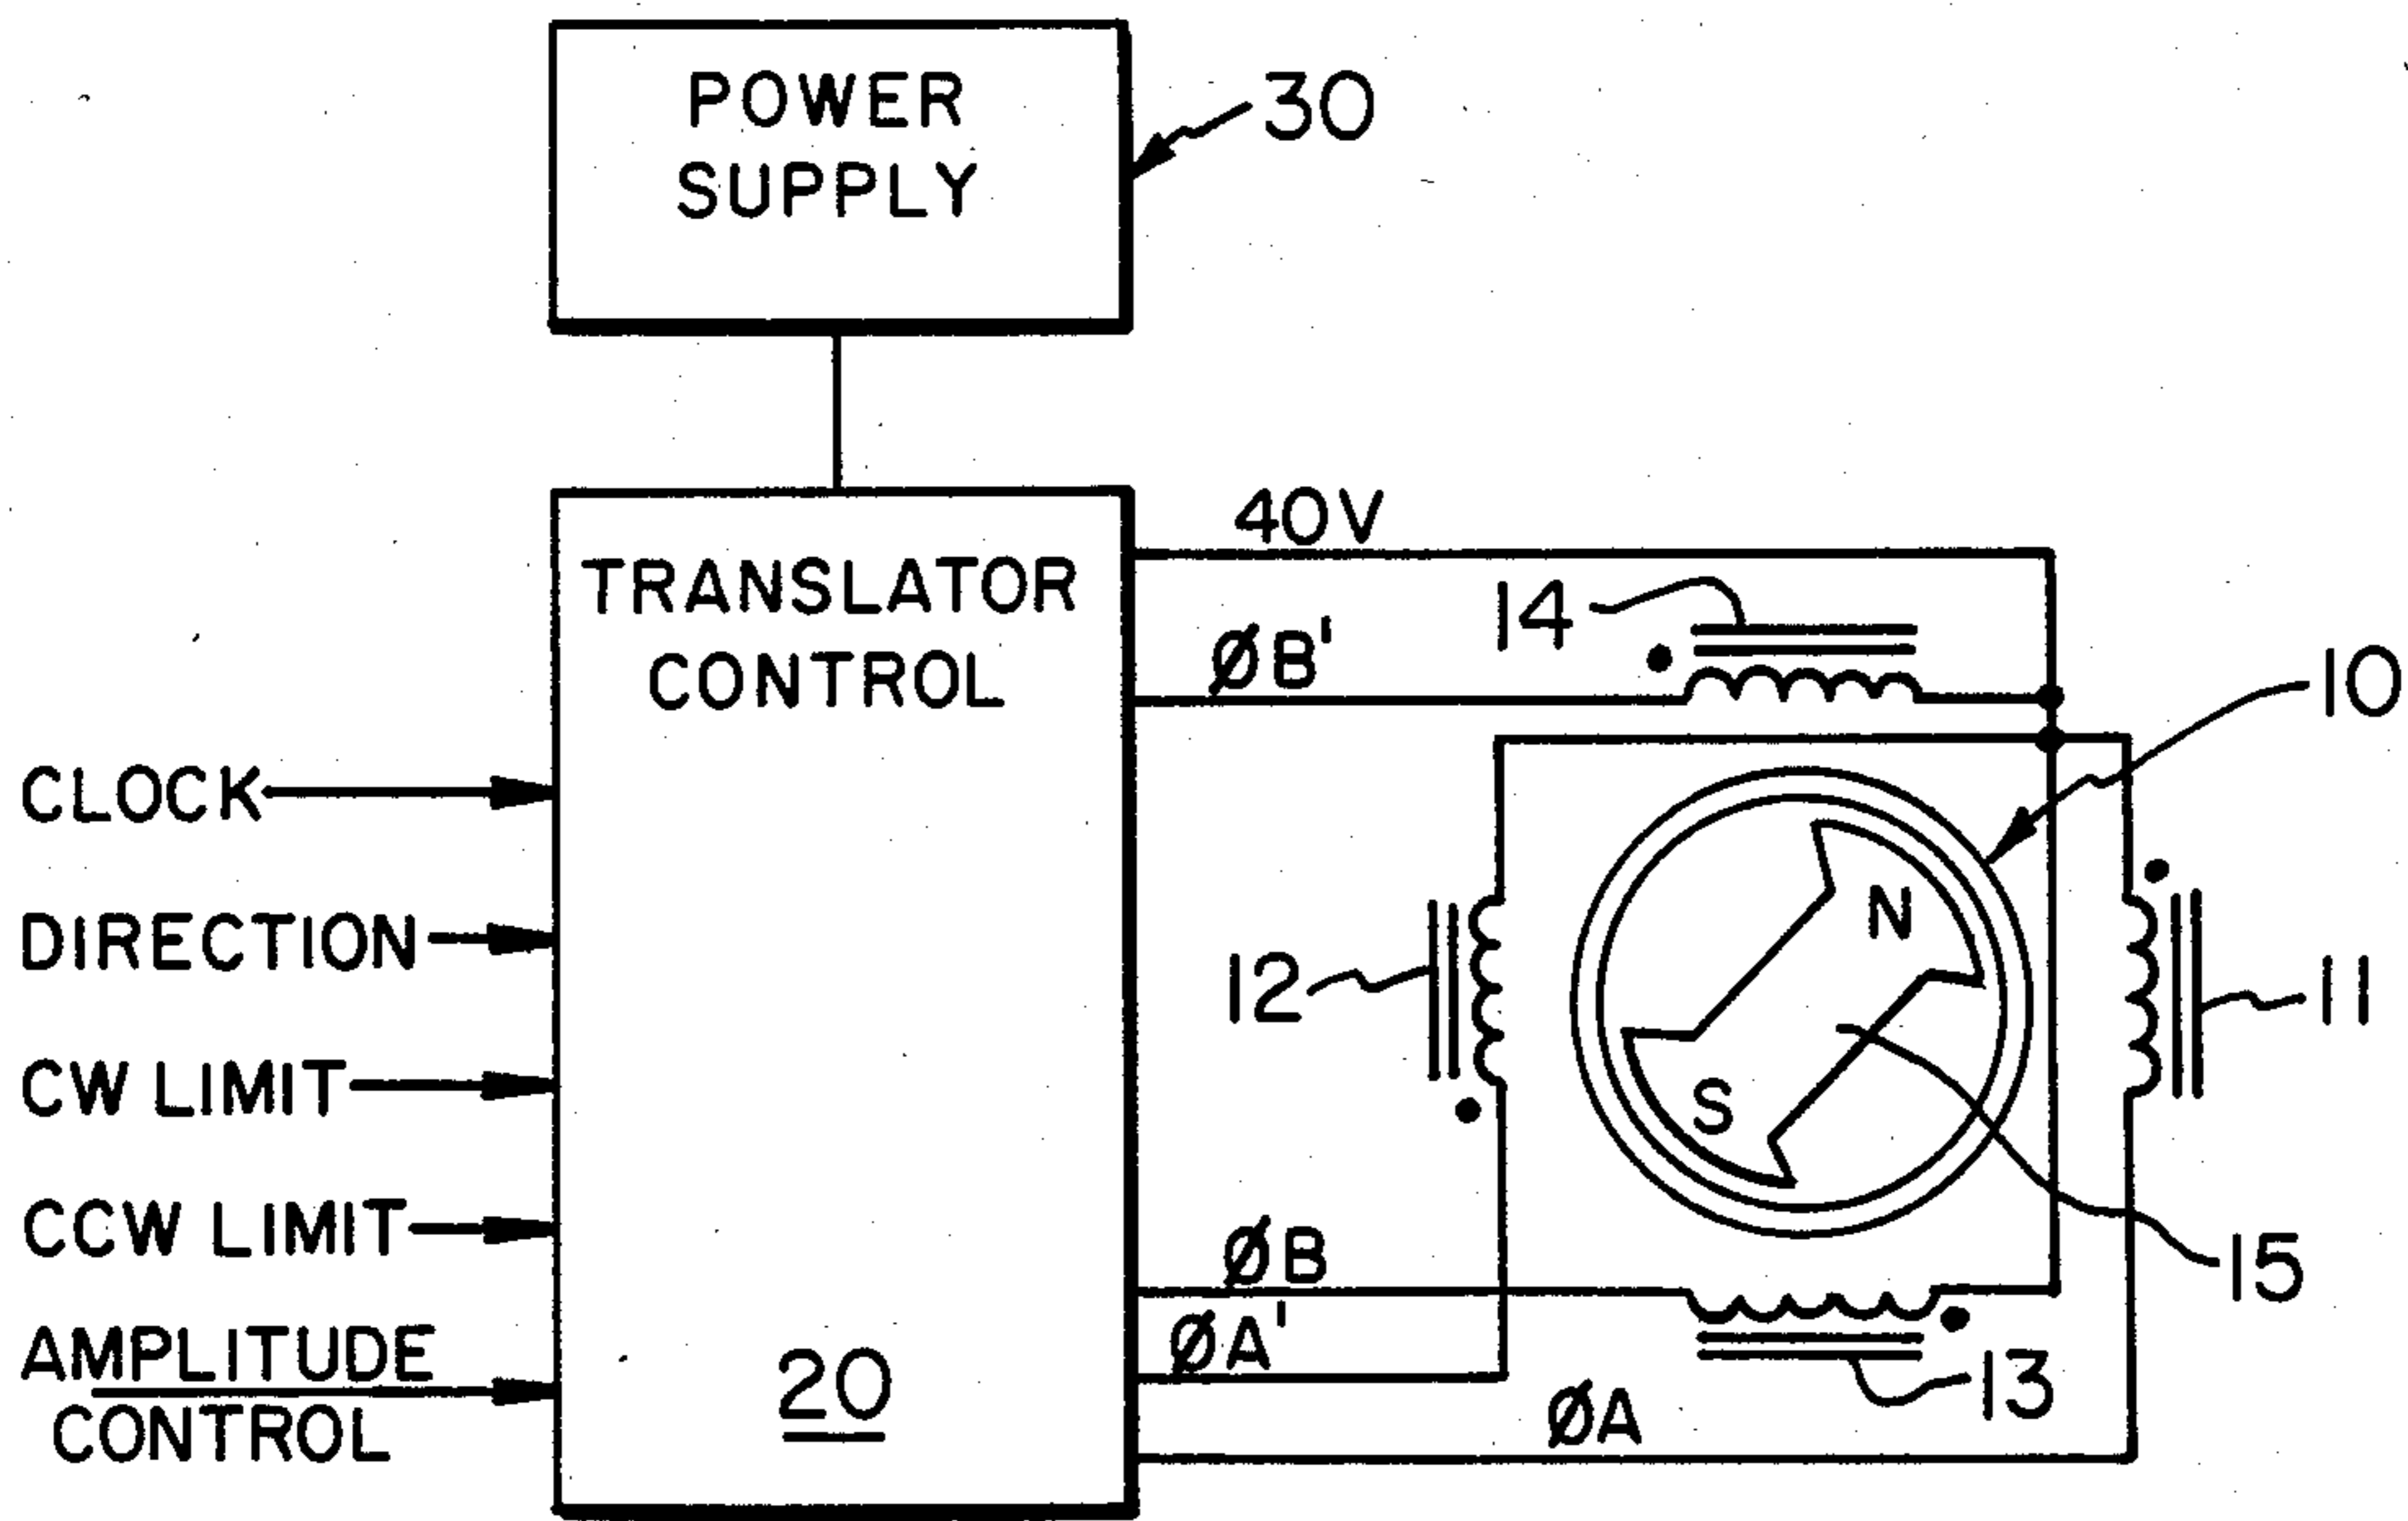 POWER
SUPPLY
30
40V
TRANSLATOR
CONTROL
14
ØB'
10
CLOCK
N
DIRECTION
12
11
CW LIMIT
S
CCW LIMIT
ØB
15
AMPLITUDE
CONTROL
ØA'
20
13
ØA